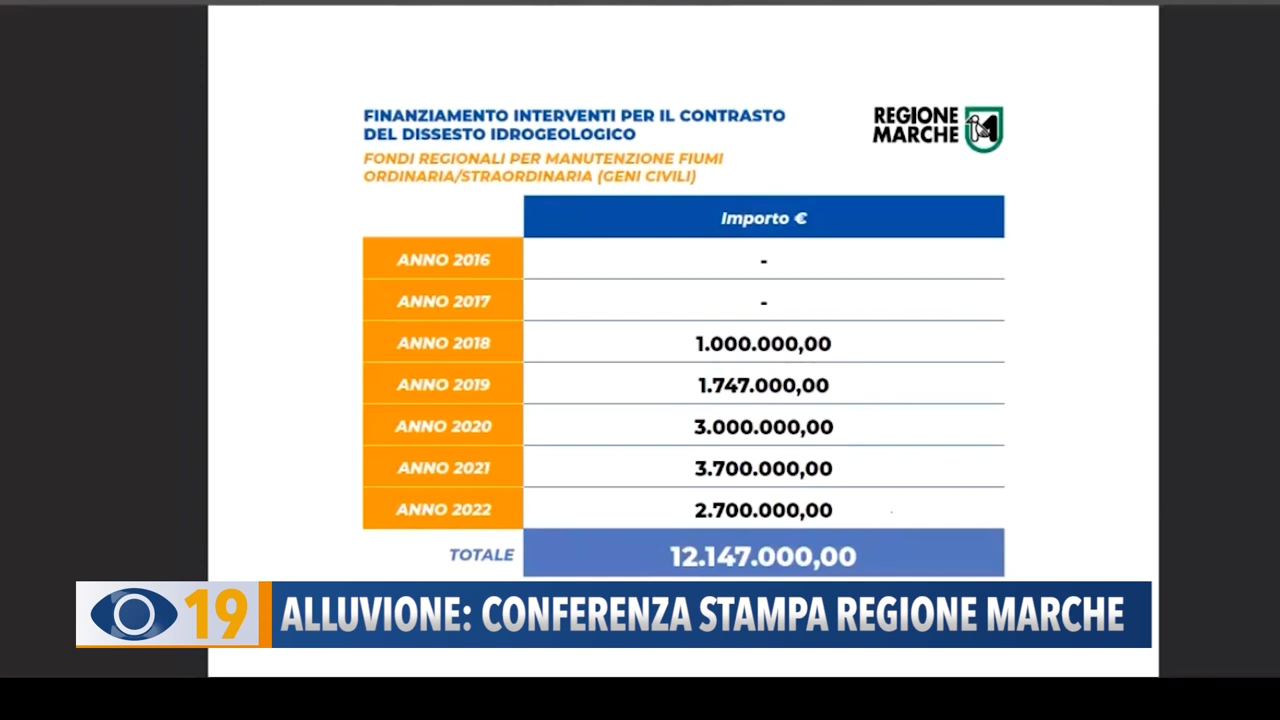 FINANZIAMENTO INTERVENTI PER IL CONTRASTO
DEL DISSESTO IDROGEOLOGICO
FONDI REGIONALI PER MANUTENZIONE FIUMI
ORDINARIA/STRAORDINARIA (GENI CIVILI)
REGIONE
MARCHE
Importo €
ANNO 2016 -
ANNO 2017 -
ANNO 2018 1.000.000,00
ANNO 2019 1.747.000,00
ANNO 2020 3.000.000,00
ANNO 2021 3.700.000,00
ANNO 2022 2.700.000,00
TOTALE 12.147.000,00
19 ALLUVIONE: CONFERENZA STAMPA REGIONE MARCHE